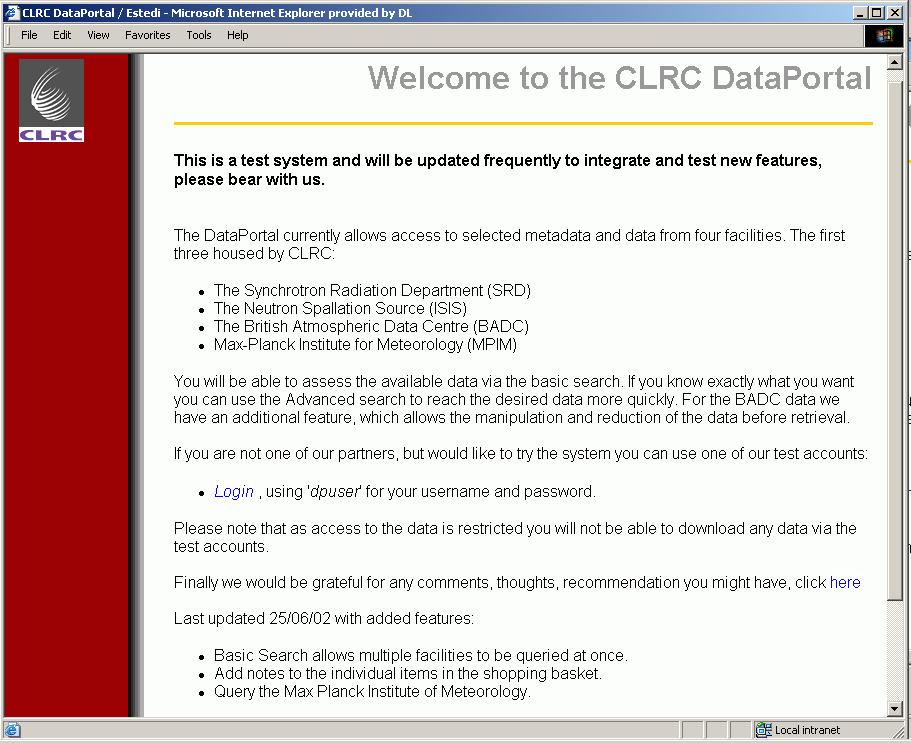 CLRC DataPortal / Estedi - Microsoft Internet Explorer provided by DL
File Edit View Favorites Tools Help
CLRC
Welcome to the CLRC DataPortal
This is a test system and will be updated frequently to integrate and test new features,
please bear with us.
The DataPortal currently allows access to selected metadata and data from four facilities. The first
three housed by CLRC:
• The Synchrotron Radiation Department (SRD)
• The Neutron Spallation Source (ISIS)
• The British Atmospheric Data Centre (BADC)
• Max-Planck Institute for Meteorology (MPIM)
You will be able to assess the available data via the basic search. If you know exactly what you want
you can use the Advanced search to reach the desired data more quickly. For the BADC data we
have an additional feature, which allows the manipulation and reduction of the data before retrieval.
If you are not one of our partners, but would like to try the system you can use one of our test accounts:
• Login , using 'dpuser' for your username and password.
Please note that as access to the data is restricted you will not be able to download any data via the
test accounts.
Finally we would be grateful for any comments, thoughts, recommendation you might have, click here
Last updated 25/06/02 with added features:
• Basic Search allows multiple facilities to be queried at once.
• Add notes to the individual items in the shopping basket.
• Query the Max Planck Institute of Meteorology.
Local intranet